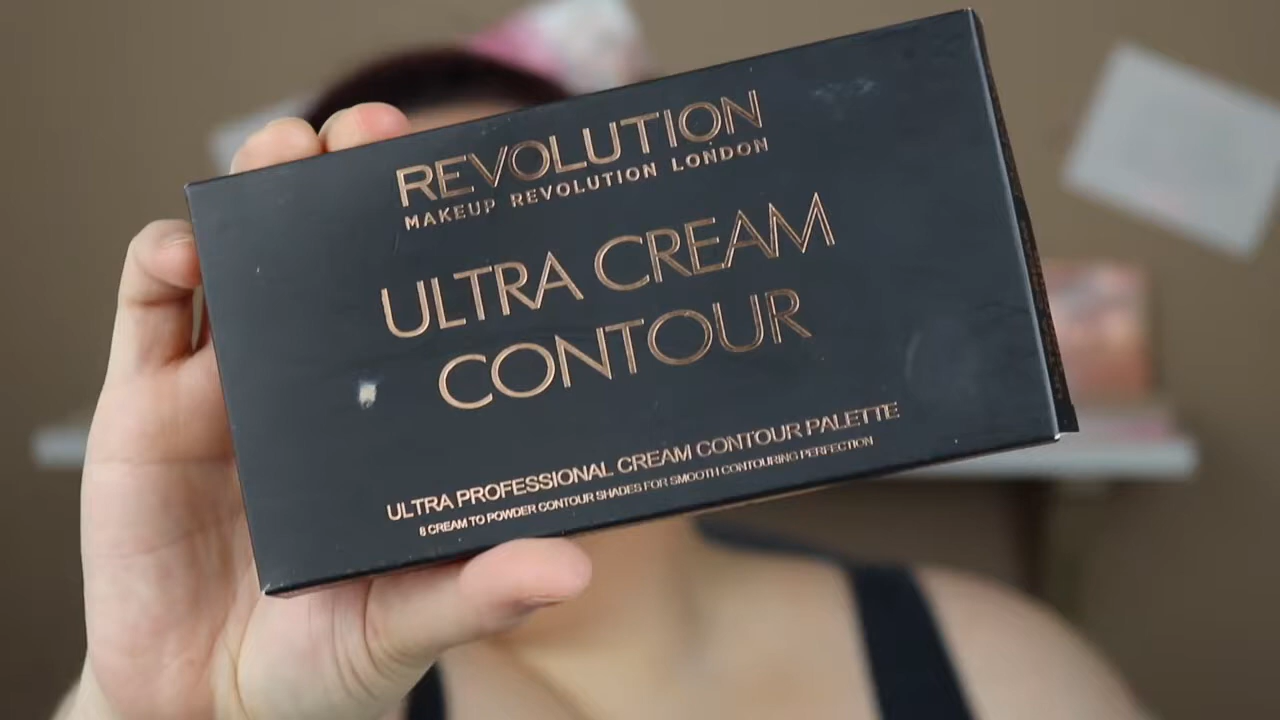 REVOLUTION
MAKEUP REVOLUTION LONDON
ULTRA CREAM
CONTOUR
ULTRA PROFESSIONAL CREAM CONTOUR PALETTE
8 CREAM TO POWDER CONTOUR SHADES FOR SMOOTH CONTOURING PERFECTION